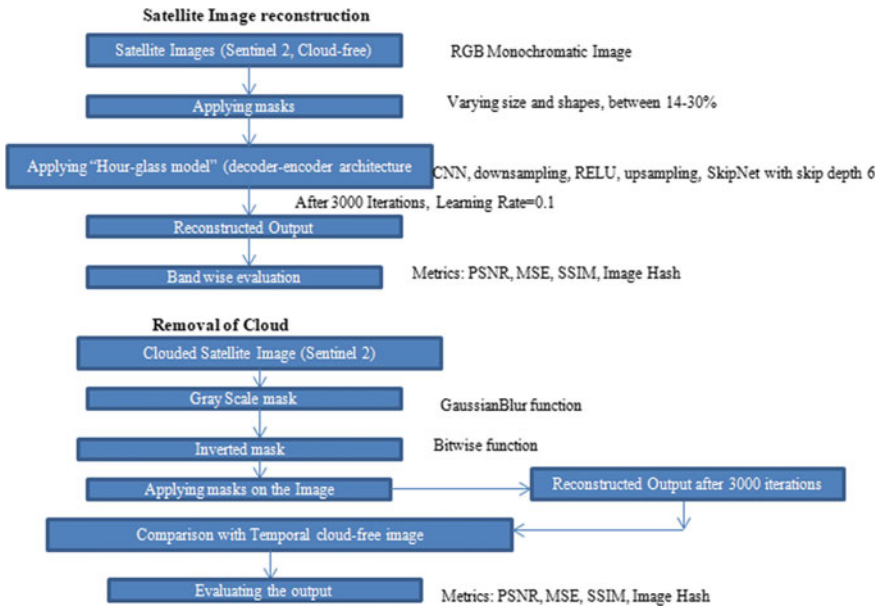 Satellite Image reconstruction
Satellite Images (Sentinel 2, Cloud-free)
RGB Monochromatic Image
Applying masks
Varying size and shapes, between 14-30%
Applying “Hour-glass model” (decoder-encoder architecture
CNN, downsampling, RELU, upsampling, SkipNet with skip depth 6
After 3000 Iterations, Learning Rate=0.1
Reconstructed Output
Band wise evaluation
Metrics: PSNR, MSE, SSIM, Image Hash
Removal of Cloud
Clouded Satellite Image (Sentinel 2)
Gray Scale mask
GaussianBlur function
Inverted mask
Bitwise function
Applying masks on the Image
Reconstructed Output after 3000 iterations
Comparison with Temporal cloud-free image
Evaluating the output
Metrics: PSNR, MSE, SSIM, Image Hash